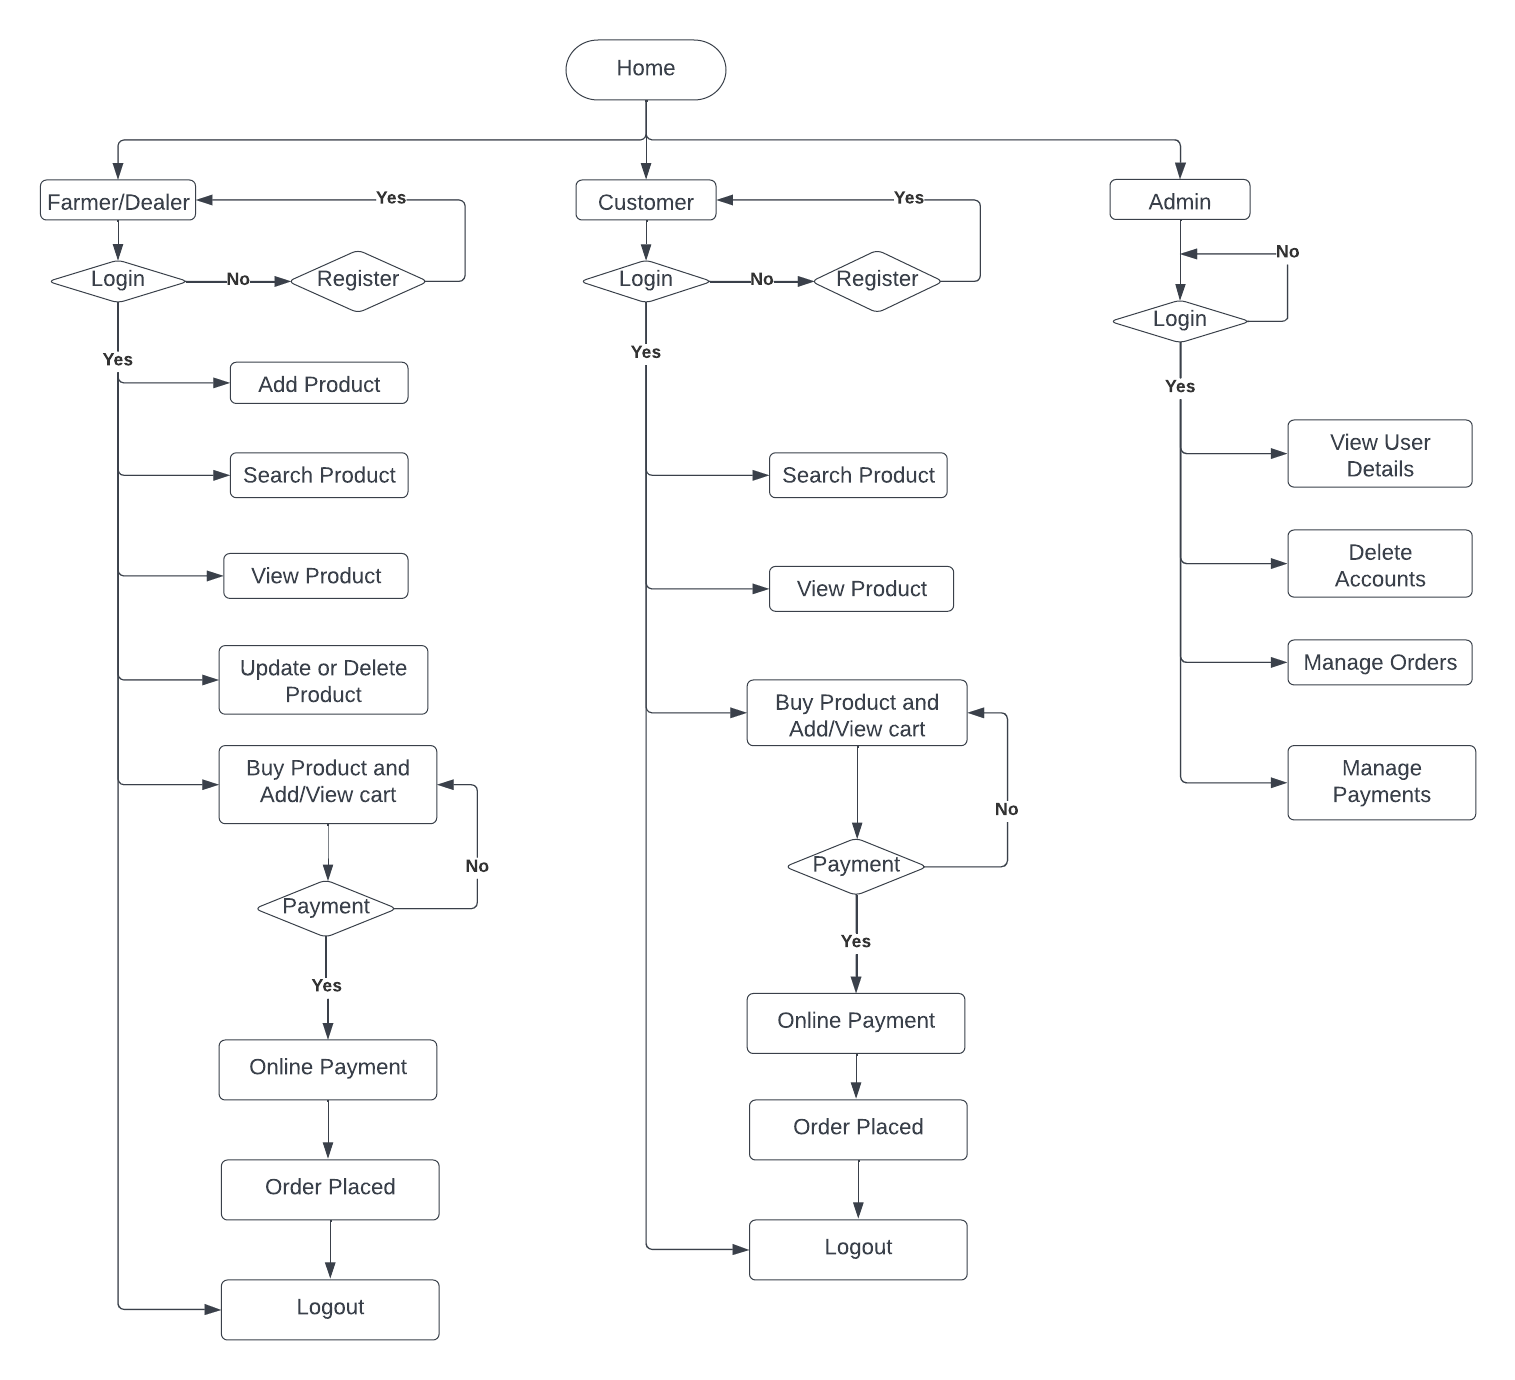 Home
Farmer/Dealer
Yes
Login
No
Register
Yes
Add Product
Search Product
View Product
Update or Delete
Product
Buy Product and
Add/View cart
No
Payment
Yes
Online Payment
Order Placed
Logout
Customer
Yes
Login
No
Register
Yes
Search Product
View Product
Buy Product and
Add/View cart
No
Payment
Yes
Online Payment
Order Placed
Logout
Admin
No
Login
Yes
View User
Details
Delete
Accounts
Manage Orders
Manage
Payments